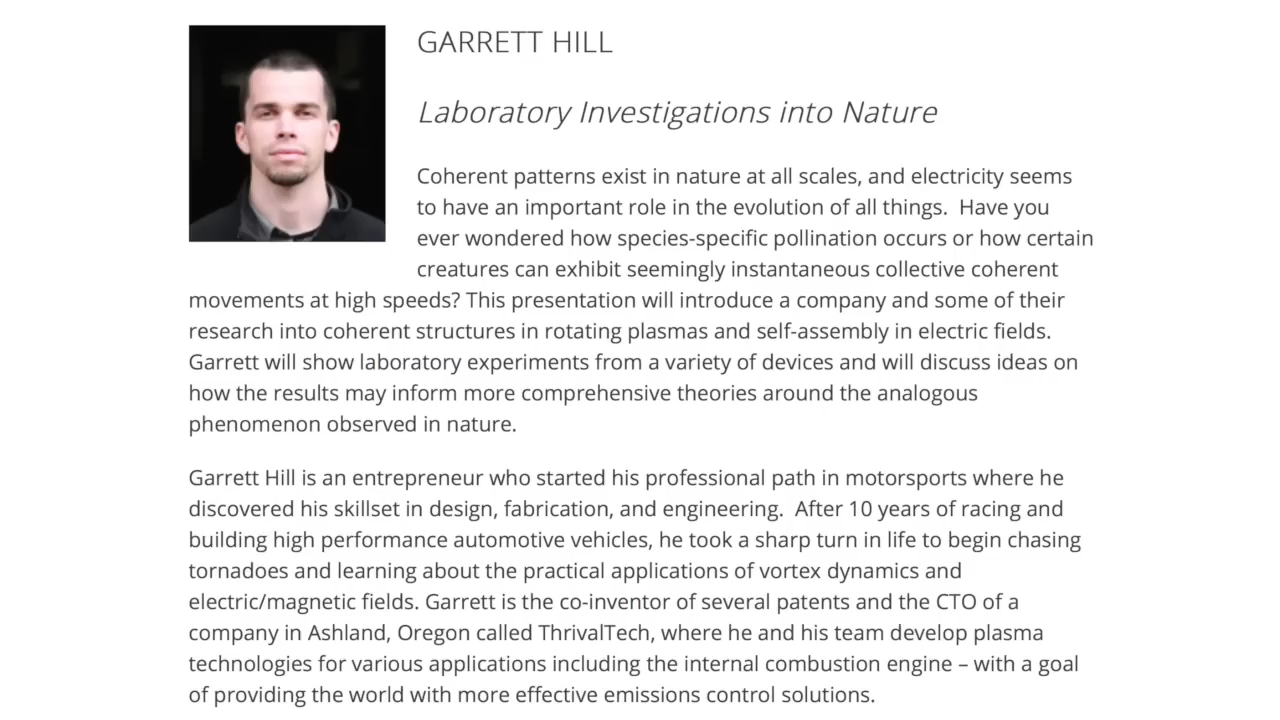 GARRETT HILL
Laboratory Investigations into Nature
Coherent patterns exist in nature at all scales, and electricity seems
to have an important role in the evolution of all things.  Have you
ever wondered how species-specific pollination occurs or how certain
creatures can exhibit seemingly instantaneous collective coherent
movements at high speeds? This presentation will introduce a company and some of their
research into coherent structures in rotating plasmas and self-assembly in electric fields.
Garrett will show laboratory experiments from a variety of devices and will discuss ideas on
how the results may inform more comprehensive theories around the analogous
phenomenon observed in nature.
Garrett Hill is an entrepreneur who started his professional path in motorsports where he
discovered his skillset in design, fabrication, and engineering.  After 10 years of racing and
building high performance automotive vehicles, he took a sharp turn in life to begin chasing
tornadoes and learning about the practical applications of vortex dynamics and
electric/magnetic fields. Garrett is the co-inventor of several patents and the CTO of a
company in Ashland, Oregon called ThrivalTech, where he and his team develop plasma
technologies for various applications including the internal combustion engine – with a goal
of providing the world with more effective emissions control solutions.